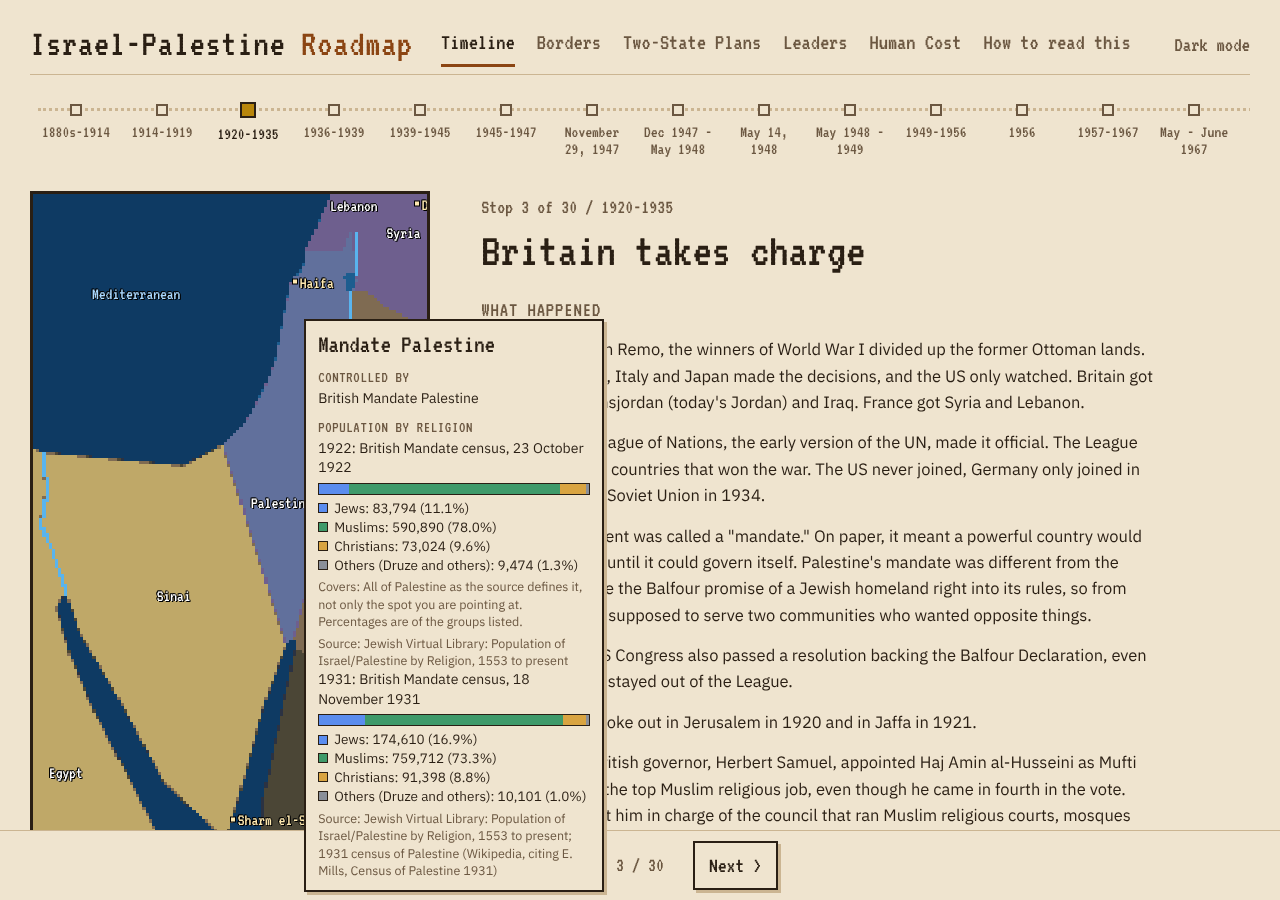 Israel-Palestine Roadmap
Timeline
Borders
Two-State Plans
Leaders
Human Cost
How to read this
Dark mode
1880s-1914
1914-1919
1920-1935
1936-1939
1939-1945
1945-1947
November
29, 1947
Dec 1947 -
May 1948
May 14,
1948
May 1948 -
1949
1949-1956
1956
1957-1967
May - June
1967
Lebanon
D
Syria
Mediterranean
Haifa
Palestin
Sinai
Egypt
Sharm el-S
Stop 3 of 30 / 1920-1935
Britain takes charge
WHAT HAPPENED
n Remo, the winners of World War I divided up the former Ottoman lands.
, Italy and Japan made the decisions, and the US only watched. Britain got
nsjordan (today's Jordan) and Iraq. France got Syria and Lebanon.
ague of Nations, the early version of the UN, made it official. The League
countries that won the war. The US never joined, Germany only joined in
Soviet Union in 1934.
ent was called a "mandate." On paper, it meant a powerful country would
until it could govern itself. Palestine's mandate was different from the
e the Balfour promise of a Jewish homeland right into its rules, so from
supposed to serve two communities who wanted opposite things.
S Congress also passed a resolution backing the Balfour Declaration, even
stayed out of the League.
oke out in Jerusalem in 1920 and in Jaffa in 1921.
itish governor, Herbert Samuel, appointed Haj Amin al-Husseini as Mufti
the top Muslim religious job, even though he came in fourth in the vote.
t him in charge of the council that ran Muslim religious courts, mosques
Mandate Palestine
CONTROLLED BY
British Mandate Palestine
POPULATION BY RELIGION
1922: British Mandate census, 23 October
1922
Jews: 83,794 (11.1%)
Muslims: 590,890 (78.0%)
Christians: 73,024 (9.6%)
Others (Druze and others): 9,474 (1.3%)
Covers: All of Palestine as the source defines it,
not only the spot you are pointing at.
Percentages are of the groups listed.
Source: Jewish Virtual Library: Population of
Israel/Palestine by Religion, 1553 to present
1931: British Mandate census, 18
November 1931
Jews: 174,610 (16.9%)
Muslims: 759,712 (73.3%)
Christians: 91,398 (8.8%)
Others (Druze and others): 10,101 (1.0%)
Source: Jewish Virtual Library: Population of
Israel/Palestine by Religion, 1553 to present;
1931 census of Palestine (Wikipedia, citing E.
Mills, Census of Palestine 1931)
3 / 30
Next >